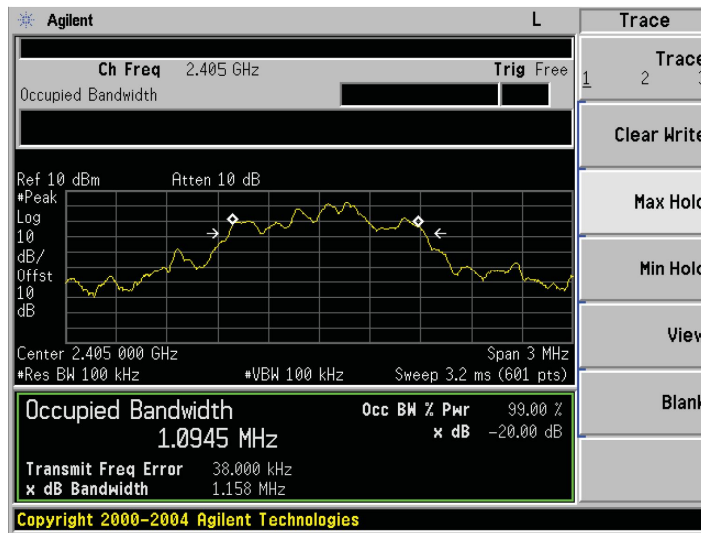 Agilent L Trace
Ch Freq 2.405 GHz Trig Free
Occupied Bandwidth
Trace
1 2 3
Clear Write
Max Hold
Min Hold
View
Blank
Ref 10 dBm Atten 10 dB
#Peak
Log
10
dB/
Offst
10
dB
Center 2.405 000 GHz Span 3 MHz
#Res BW 100 kHz #VBW 100 kHz Sweep 3.2 ms (601 pts)
Occupied Bandwidth Occ BW % Pwr 99.00 %
1.0945 MHz x dB -20.00 dB
Transmit Freq Error 38.000 kHz
x dB Bandwidth 1.158 MHz
Copyright 2000-2004 Agilent Technologies